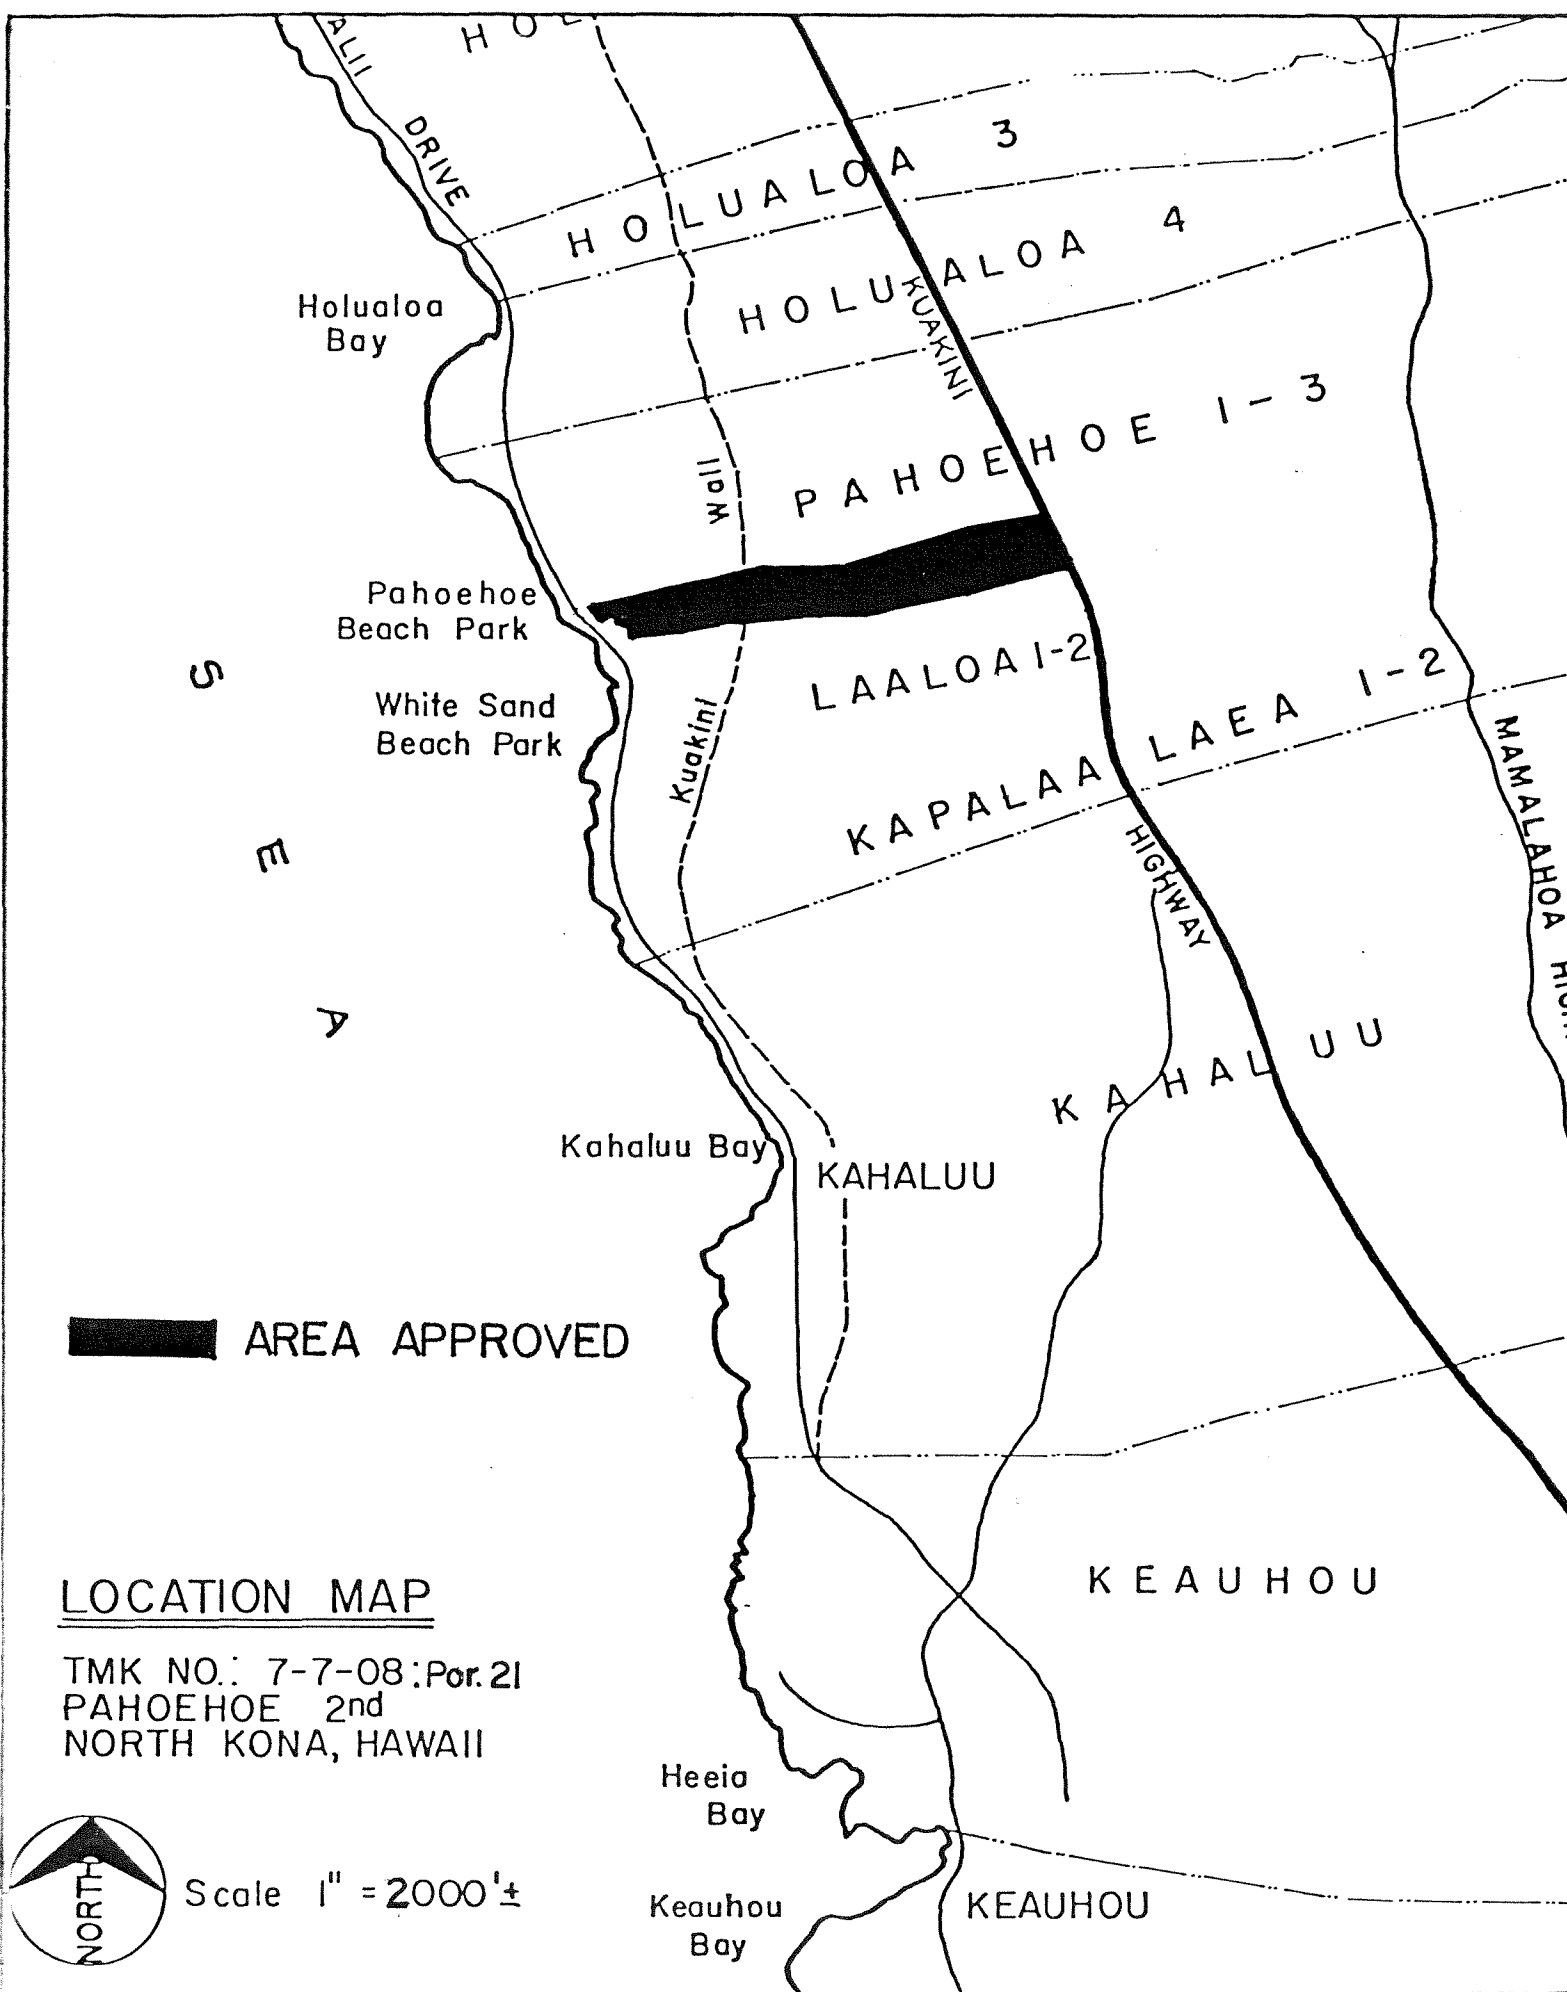 ALII DRIVE
HOLUALOA 3
HOLUALOA 4
Holualoa
Bay
KUAKINI
PAHOEHOE 1-3
Wall
Pahoehoe
Beach Park
LAALOA 1-2
White Sand
Beach Park
Kuakini
KAPALAA LAEA 1-2
SEA
MAMALAHOA
HIGHWAY
KAHALUU
Kahaluu Bay
KAHALUU
AREA APPROVED
KEAUHOU
LOCATION MAP
TMK NO.: 7-7-08:Por. 21
PAHOEHOE 2nd
NORTH KONA, HAWAII
Heeia
Bay
NORTH
Scale 1" = 2000'±
Keauhou
Bay
KEAUHOU